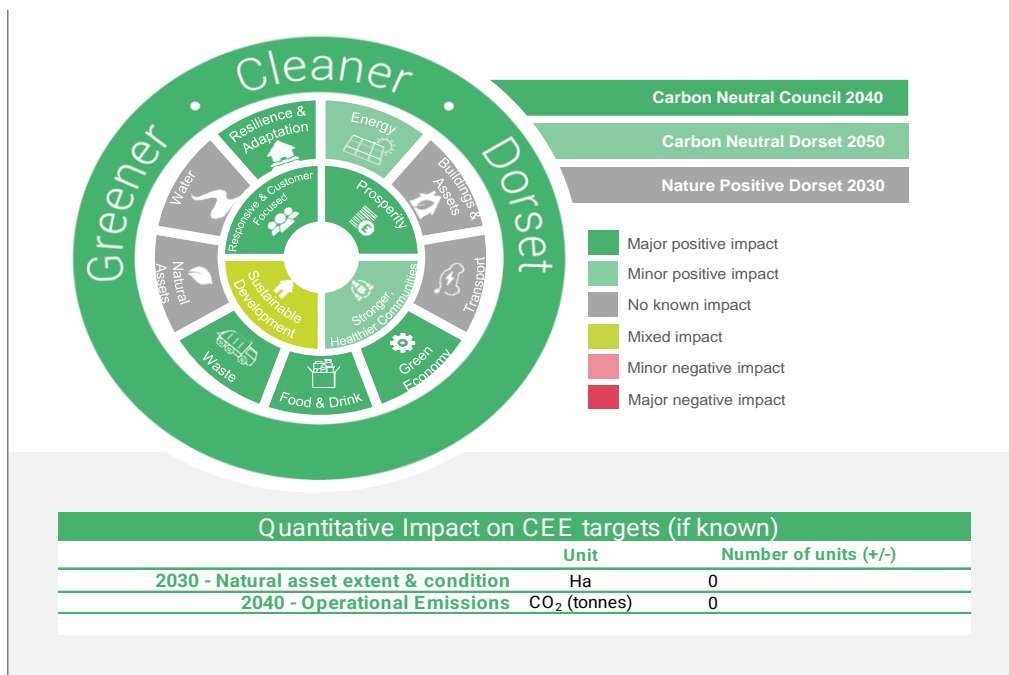 Greener • Cleaner • Dorset
Carbon Neutral Council 2040
Carbon Neutral Dorset 2050
Nature Positive Dorset 2030
Resilience &
Adaptation
Energy
Buildings &
Assets
Transport
Green
Economy
Food & Drink
Waste
Natural
Assets
Water
Responsive & Customer
Focused
Prosperity
Stronger,
Healthier Communities
Sustainable
Development
£
Major positive impact
Minor positive impact
No known impact
Mixed impact
Minor negative impact
Major negative impact
Quantitative Impact on CEE targets (if known)
Unit Number of units (+/-)
2030 - Natural asset extent & condition Ha 0
2040 - Operational Emissions CO₂ (tonnes) 0